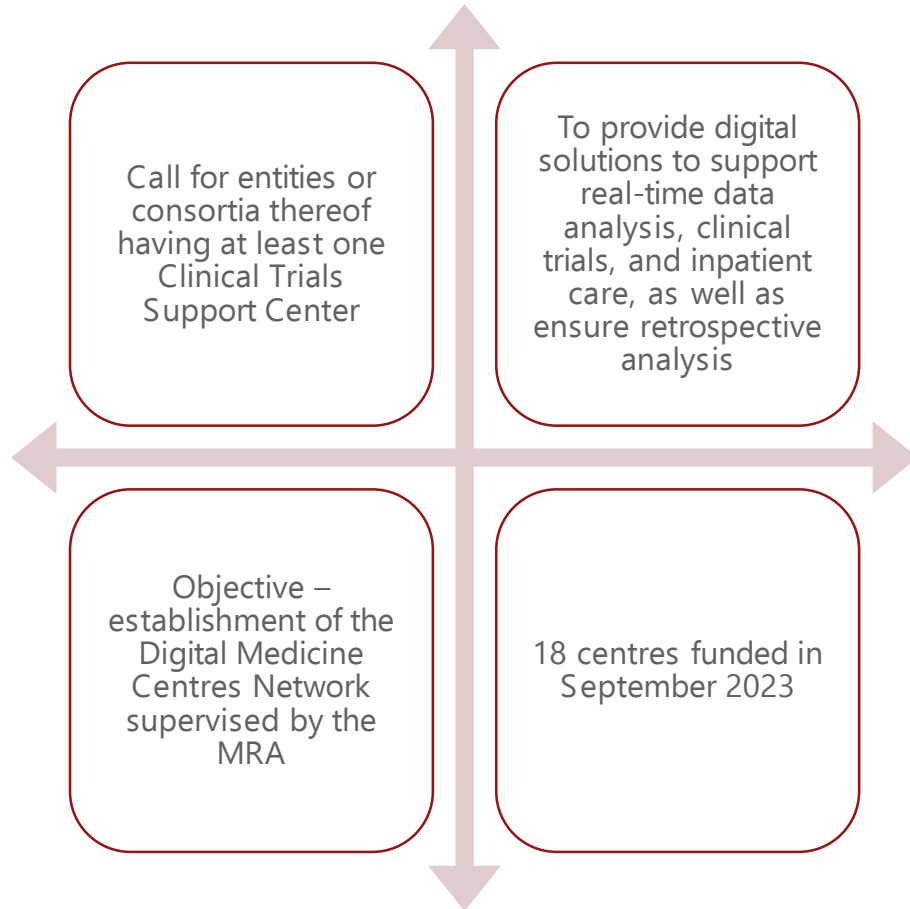 Call for entities or
consortia thereof
having at least one
Clinical Trials
Support Center
To provide digital
solutions to support
real-time data
analysis, clinical
trials, and inpatient
care, as well as
ensure retrospective
analysis
Objective –
establishment of the
Digital Medicine
Centres Network
supervised by the
MRA
18 centres funded in
September 2023